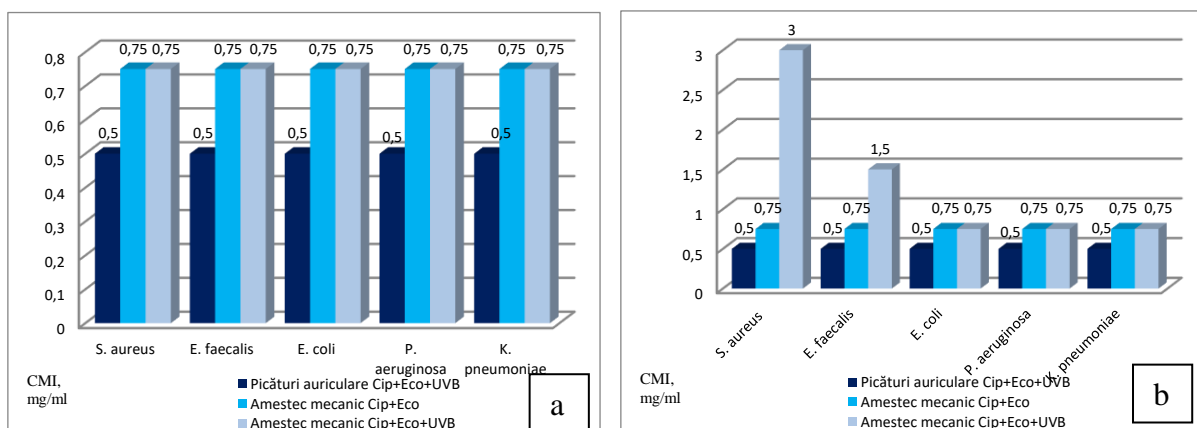 0,8
0,7
0,6
0,5
0,4
0,3
0,2
0,1
0
0,75 0,75 0,75 0,75 0,75 0,75 0,75 0,75 0,75 0,75
0,5 0,5 0,5 0,5 0,5
S. aureus E. faecalis E. coli P. aeruginosa K. pneumoniae
CMI,
mg/ml
Picături auriculare Cip+Eco+UVB
Amestec mecanic Cip+Eco
Amestec mecanic Cip+Eco+UVB
a
3
2,5
2
1,5
1
0,5
0
3
1,5
0,75 0,75 0,75 0,75 0,75 0,75 0,75 0,75
0,5 0,5 0,5 0,5 0,5
S. aureus E. faecalis E. coli P. aeruginosa K. pneumoniae
CMI,
mg/ml
Picături auriculare Cip+Eco+UVB
Amestec mecanic Cip+Eco
Amestec mecanic Cip+Eco+UVB
b